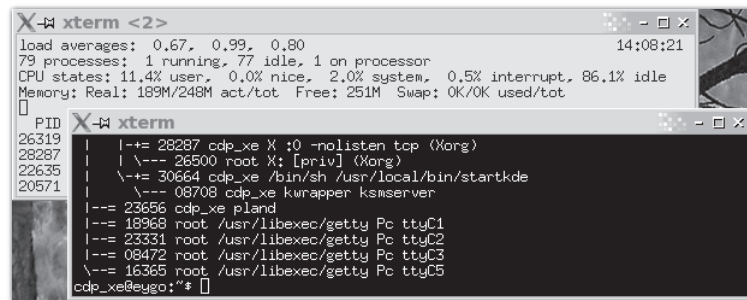 xterm <2>
load averages:  0.67,  0.99,  0.80                    14:08:21
79 processes:  1 running, 77 idle, 1 on processor
CPU states: 11.4% user,  0.0% nice,  2.0% system,  0.5% interrupt, 86.1% idle
Memory: Real: 189M/248M act/tot  Free: 251M  Swap: 0K/0K used/tot
PID
26319
28287
22635
20571
xterm
|   |-+= 28287 cdp_xe X :0 -nolisten tcp (Xorg)
|   | \--- 26500 root X: [priv] (Xorg)
|   \-+= 30664 cdp_xe /bin/sh /usr/local/bin/startkde
|     \--- 08708 cdp_xe kwrapper ksmserver
|--= 23656 cdp_xe pland
|--= 18968 root /usr/libexec/getty Pc ttyC1
|--= 23331 root /usr/libexec/getty Pc ttyC2
|--= 08472 root /usr/libexec/getty Pc ttyC3
\--= 16365 root /usr/libexec/getty Pc ttyC5
cdp_xe@eygo:~$